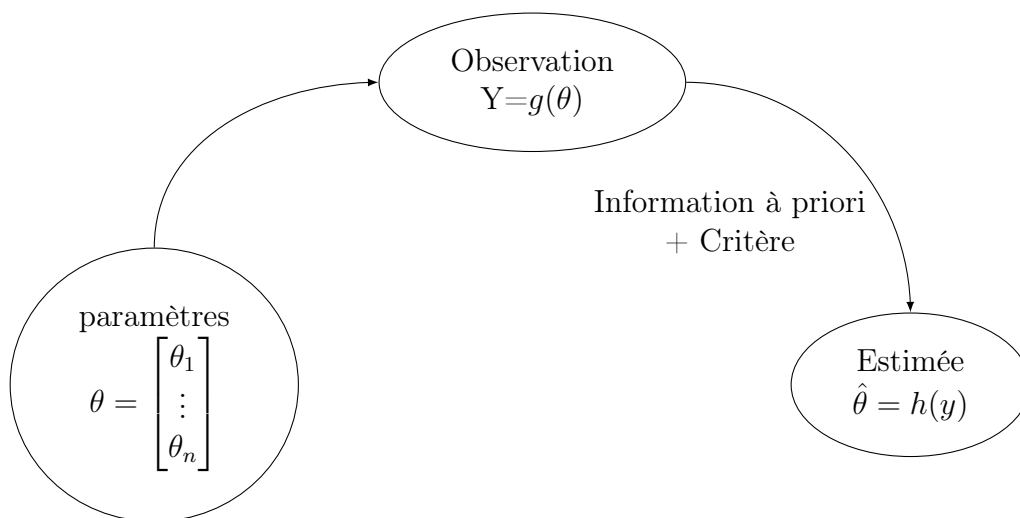 Observation
Y=g(θ)
Information à priori
+ Critère
paramètres
θ = [θ₁ ⋮ θₙ]
Estimée
θ̂ = h(y)